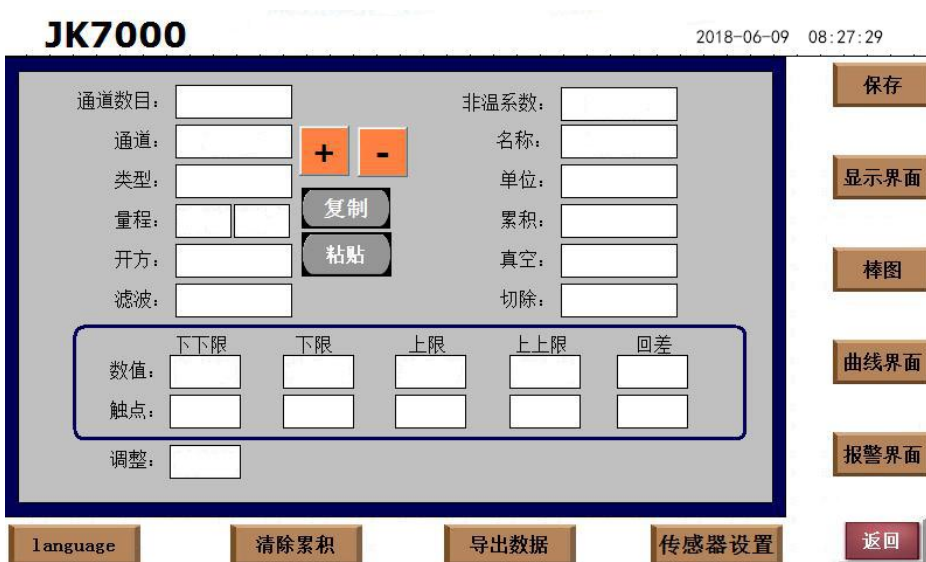 JK7000
2018-06-09 08:27:29
通道数目：
非温系数：
保存
通道：
+
-
名称：
类型：
单位：
显示界面
量程：
复制
累积：
开方：
粘贴
真空：
棒图
滤波：
切除：
下下限
下限
上限
上上限
回差
数值：
曲线界面
触点：
调整：
报警界面
language
清除累积
导出数据
传感器设置
返回